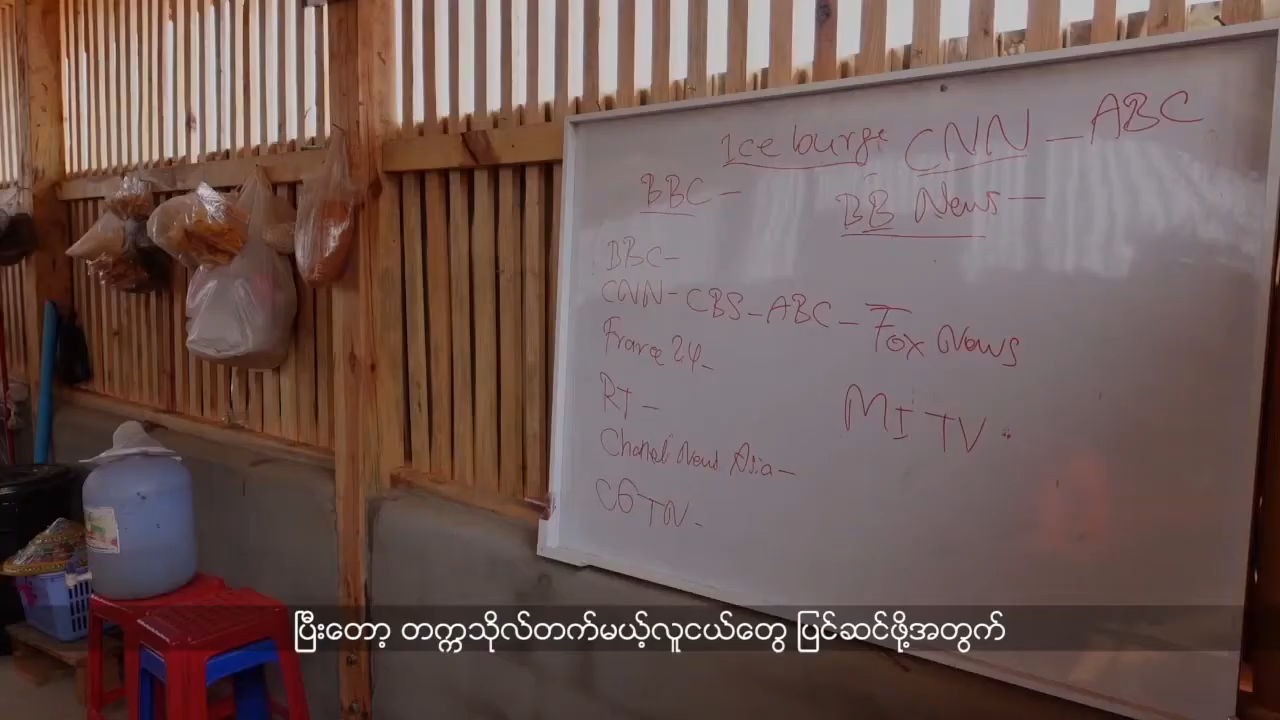 Ice burge CNN - ABC
BBC -
BB News -
BBC -
CNN - CBS - ABC - Fox News
France 24 -
RT -
Chanel News Asia -
CGTN -
MITV -
ပြီးတော့ တက္ကသိုလ်တက်မယ့်လူငယ်တွေ ပြင်ဆင်ဖို့အတွက်